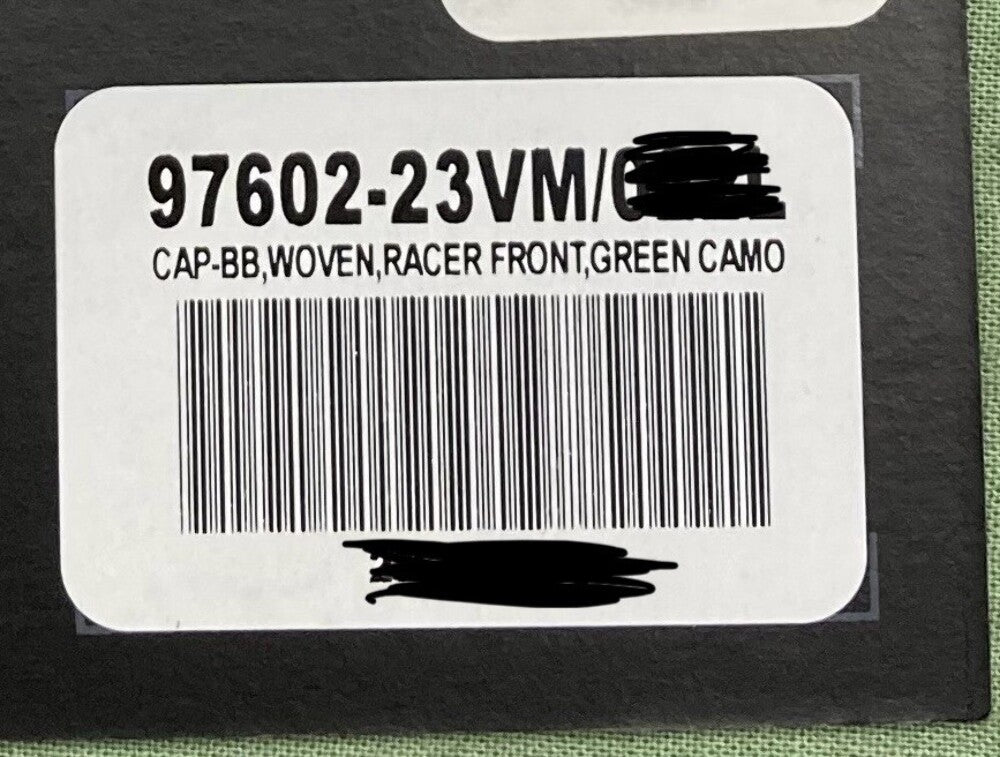 97602-23VM/
CAP-BB,WOVEN,RACER FRONT,GREEN CAMO